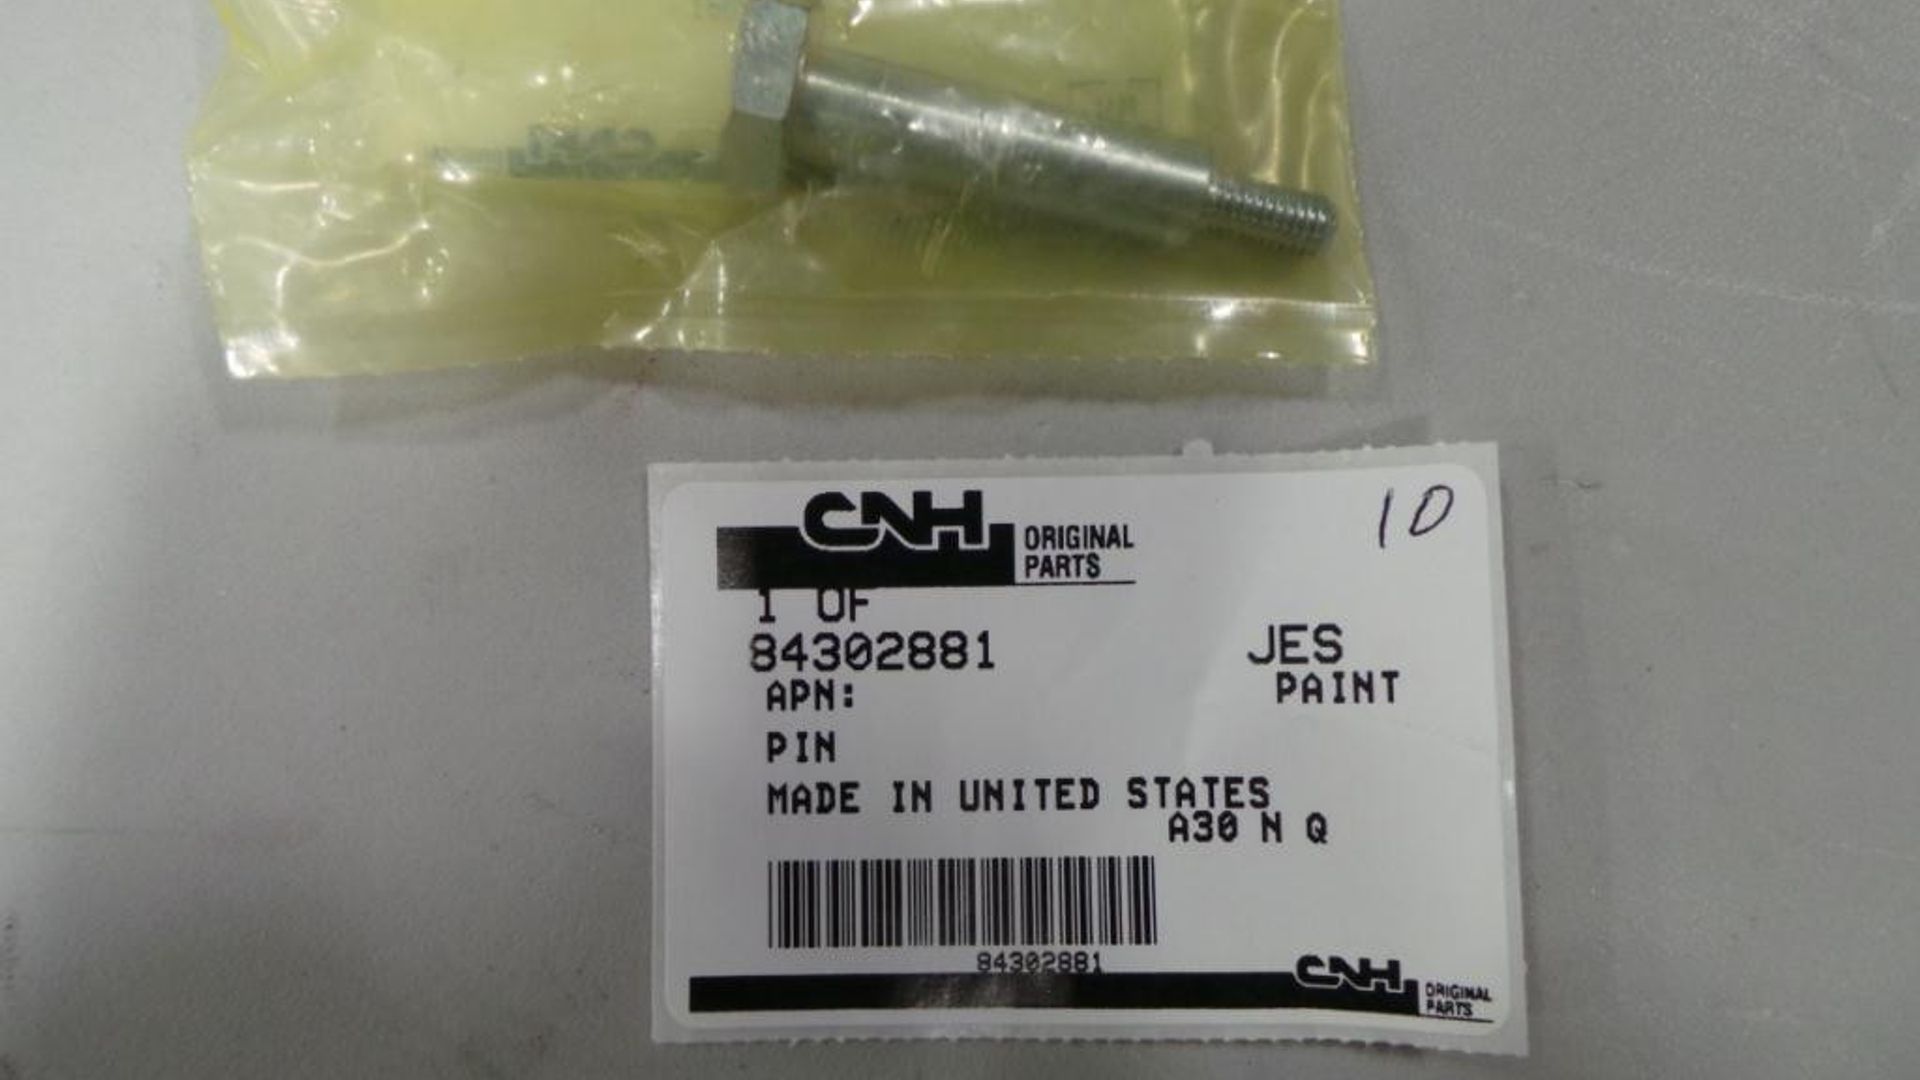 CNH ORIGINAL PARTS
10
1 OF
84302881 JES
APN: PAINT
PIN
MADE IN UNITED STATES
A30 N Q
84302881
CNH ORIGINAL PARTS